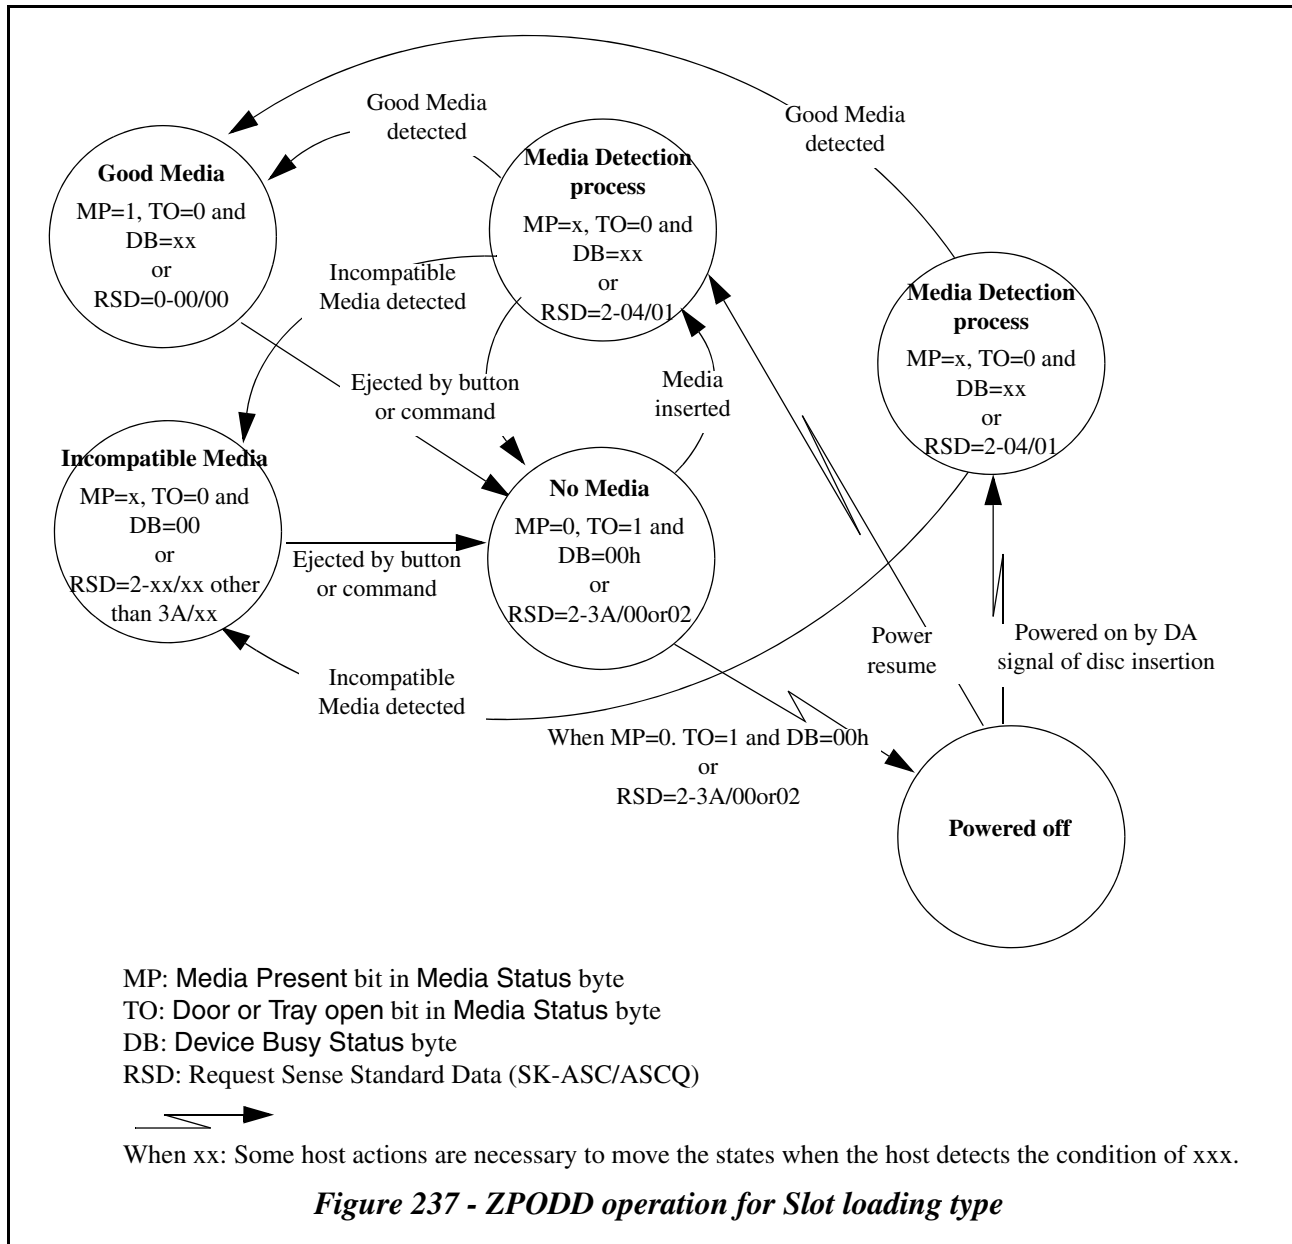 Good Media
detected
Good Media
detected
Good Media
MP=1, TO=0 and
DB=xx
or
RSD=0-00/00
Media Detection
process
MP=x, TO=0 and
DB=xx
or
RSD=2-04/01
Incompatible
Media detected
Media Detection
process
MP=x, TO=0 and
DB=xx
or
RSD=2-04/01
Ejected by button
or command
Media
inserted
Incompatible Media
MP=x, TO=0 and
DB=00
or
RSD=2-xx/xx other
than 3A/xx
Ejected by button
or command
No Media
MP=0, TO=1 and
DB=00h
or
RSD=2-3A/00or02
Incompatible
Media detected
Power
resume
Powered on by DA
signal of disc insertion
When MP=0. TO=1 and DB=00h
or
RSD=2-3A/00or02
Powered off
MP: Media Present bit in Media Status byte
TO: Door or Tray open bit in Media Status byte
DB: Device Busy Status byte
RSD: Request Sense Standard Data (SK-ASC/ASCQ)
When xx: Some host actions are necessary to move the states when the host detects the condition of xxx.
Figure 237 - ZPODD operation for Slot loading type